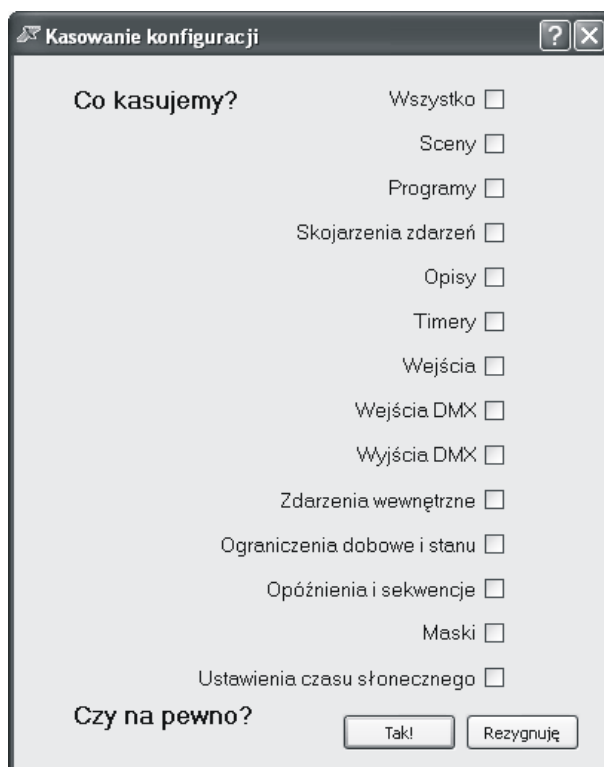 Kasowanie konfiguracji
Co kasujemy? Wszystko
Sceny
Programy
Skojarzenia zdarzeń
Opisy
Timery
Wejścia
Wejścia DMX
Wyjścia DMX
Zdarzenia wewnętrzne
Ograniczenia dobowe i stanu
Opóźnienia i sekwencje
Maski
Ustawienia czasu słonecznego
Czy na pewno? Tak! Rezygnuję